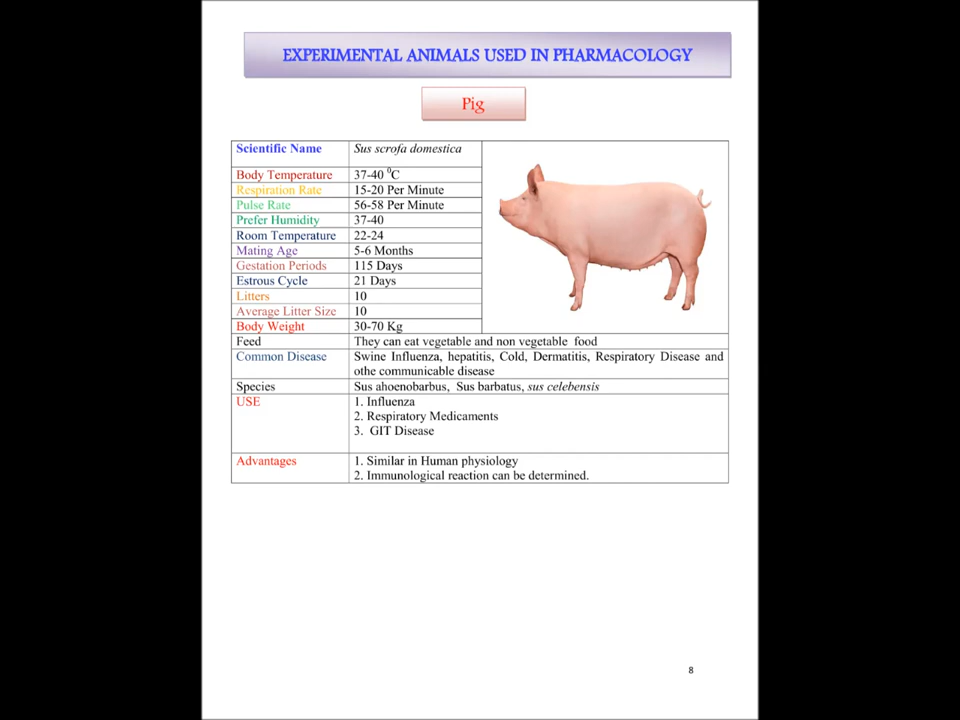 EXPERIMENTAL ANIMALS USED IN PHARMACOLOGY
Pig
Scientific Name Sus scrofa domestica
Body Temperature 37-40 ⁰C
Respiration Rate 15-20 Per Minute
Pulse Rate 56-58 Per Minute
Prefer Humidity 37-40
Room Temperature 22-24
Mating Age 5-6 Months
Gestation Periods 115 Days
Estrous Cycle 21 Days
Litters 10
Average Litter Size 10
Body Weight 30-70 Kg
Feed They can eat vegetable and non vegetable food
Common Disease Swine Influenza, hepatitis, Cold, Dermatitis, Respiratory Disease and
othe communicable disease
Species Sus ahoenobarbus, Sus barbatus, sus celebensis
USE 1. Influenza
2. Respiratory Medicaments
3. GIT Disease
Advantages 1. Similar in Human physiology
2. Immunological reaction can be determined.
8